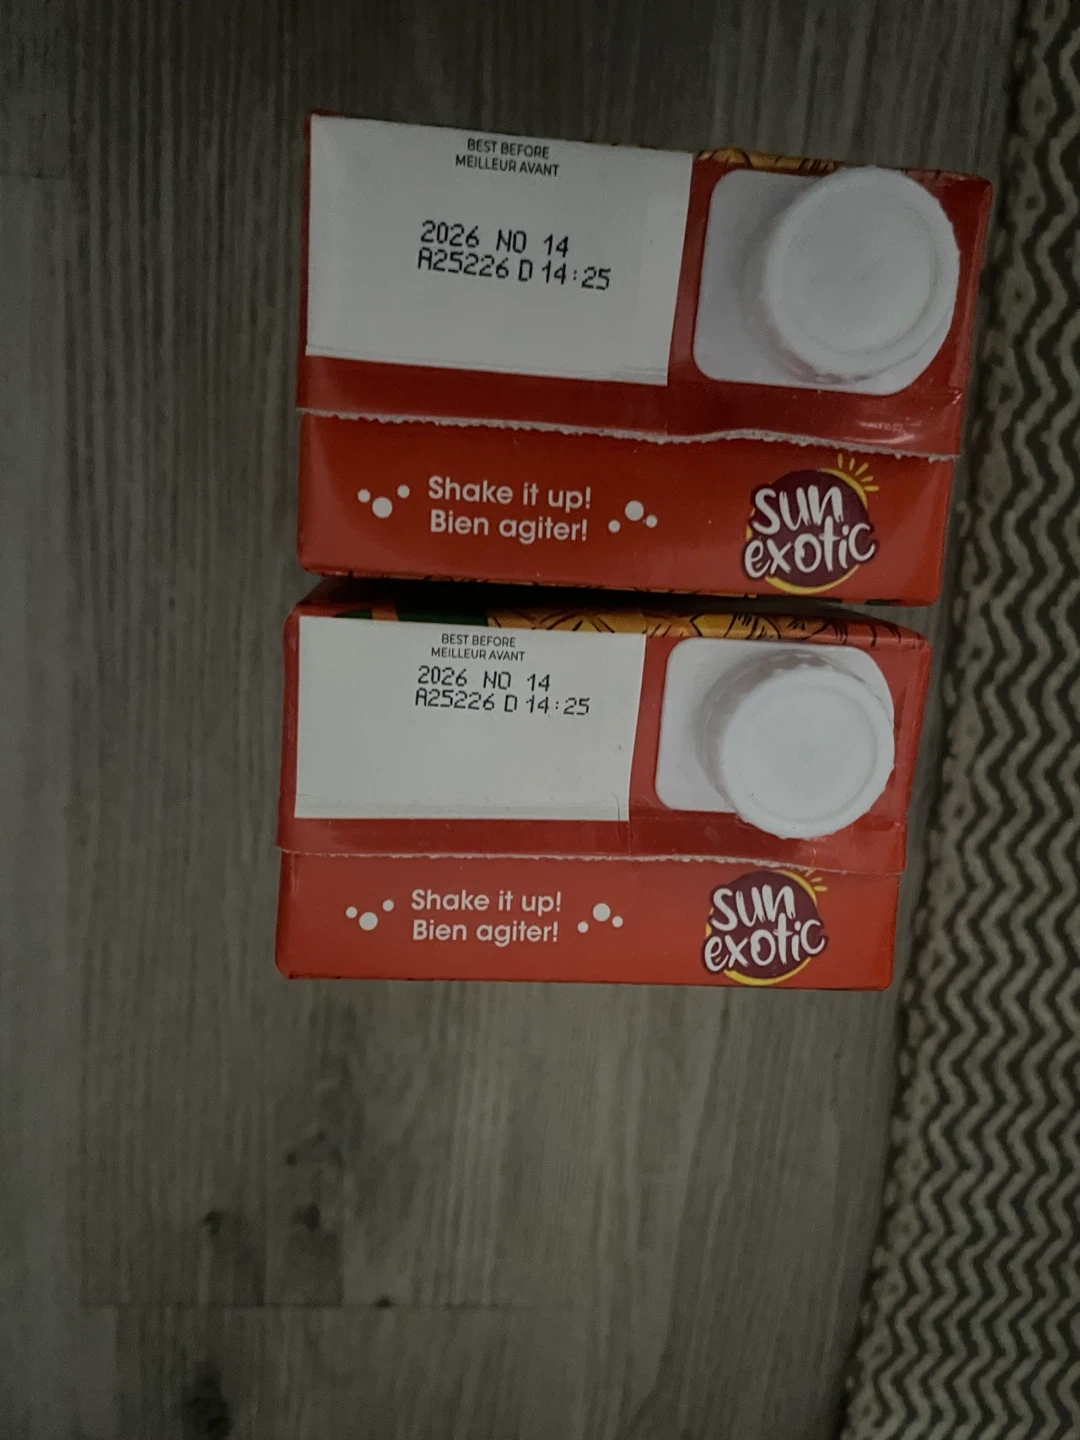 BEST BEFORE
MEILLEUR AVANT
2026 NO 14
A25226 D 14:25
Shake it up!
Bien agiter!
sun
exotic
BEST BEFORE
MEILLEUR AVANT
2026 NO 14
A25226 D 14:25
Shake it up!
Bien agiter!
sun
exotic